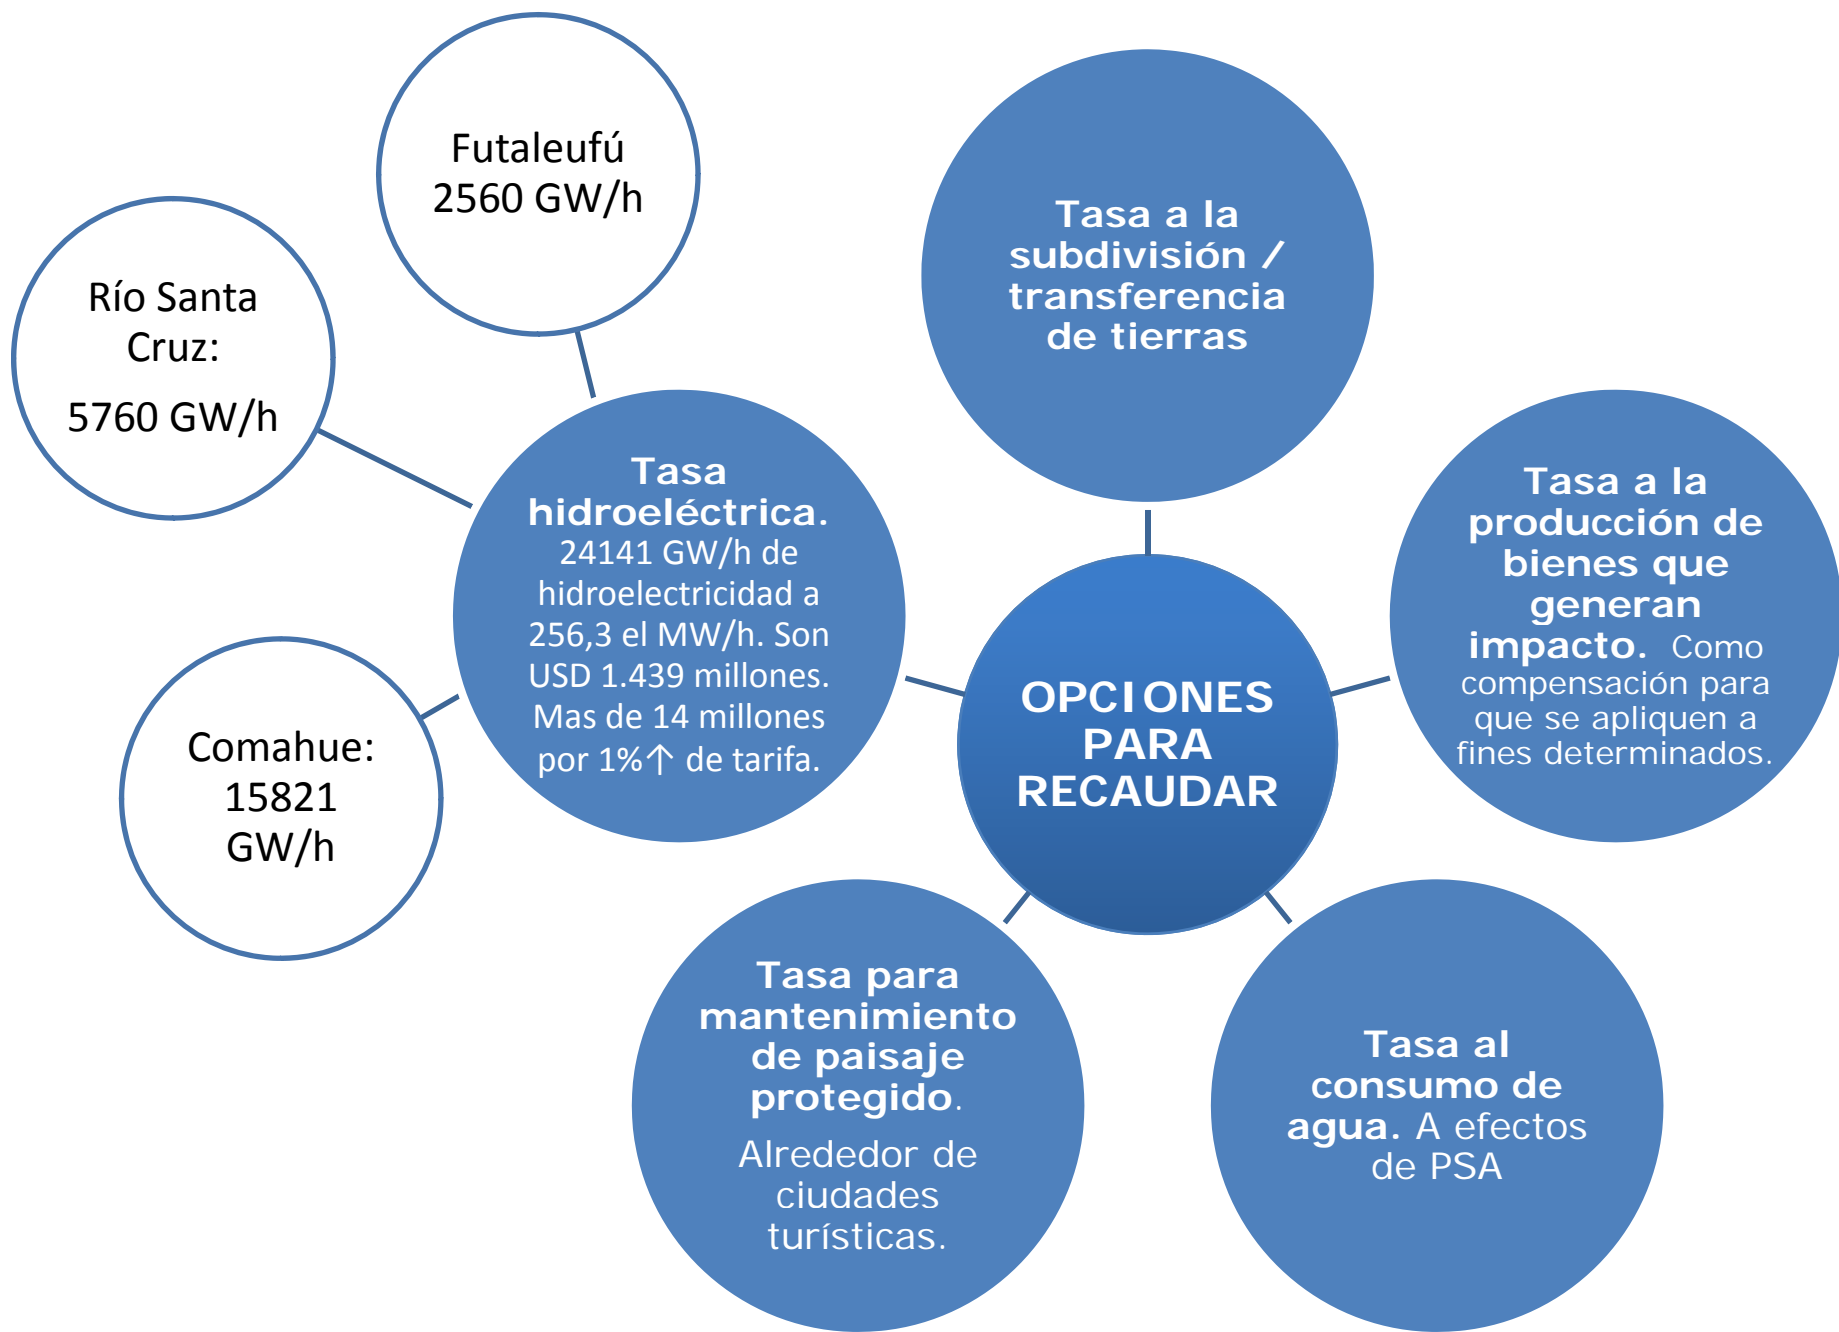 Futaleufú
2560 GW/h
Río Santa
Cruz:
5760 GW/h
Comahue:
15821
GW/h
Tasa
hidroeléctrica.
24141 GW/h de
hidroelectricidad a
256,3 el MW/h. Son
USD 1.439 millones.
Mas de 14 millones
por 1%↑ de tarifa.
Tasa a la
subdivisión /
transferencia
de tierras
Tasa a la
producción de
bienes que
generan
impacto. Como
compensación para
que se apliquen a
fines determinados.
OPCIONES
PARA
RECAUDAR
Tasa para
mantenimiento
de paisaje
protegido.
Alrededor de
ciudades
turísticas.
Tasa al
consumo de
agua. A efectos
de PSA